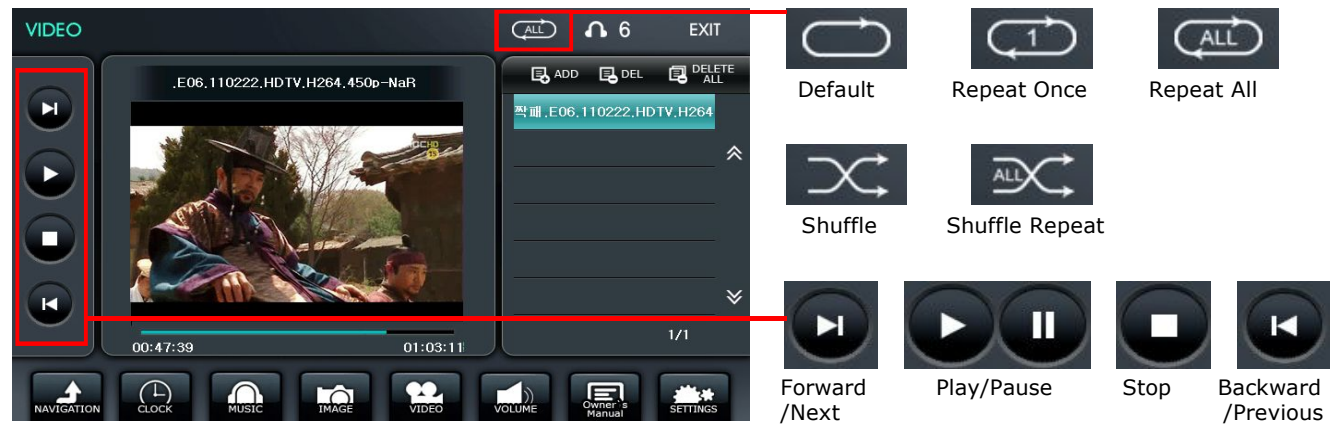 VIDEO
ALL
6
EXIT
.E06.110222.HDTV.H264.450p-NaR
ADD
DEL
DELETE
ALL
짝패.E06.110222.HDTV.H264
1/1
00:47:39
01:03:11
NAVIGATION
CLOCK
MUSIC
IMAGE
VIDEO
VOLUME
Owner's
Manual
SETTINGS
1
ALL
Default
Repeat Once
Repeat All
ALL
Shuffle
Shuffle Repeat
Forward
/Next
Play/Pause
Stop
Backward
/Previous